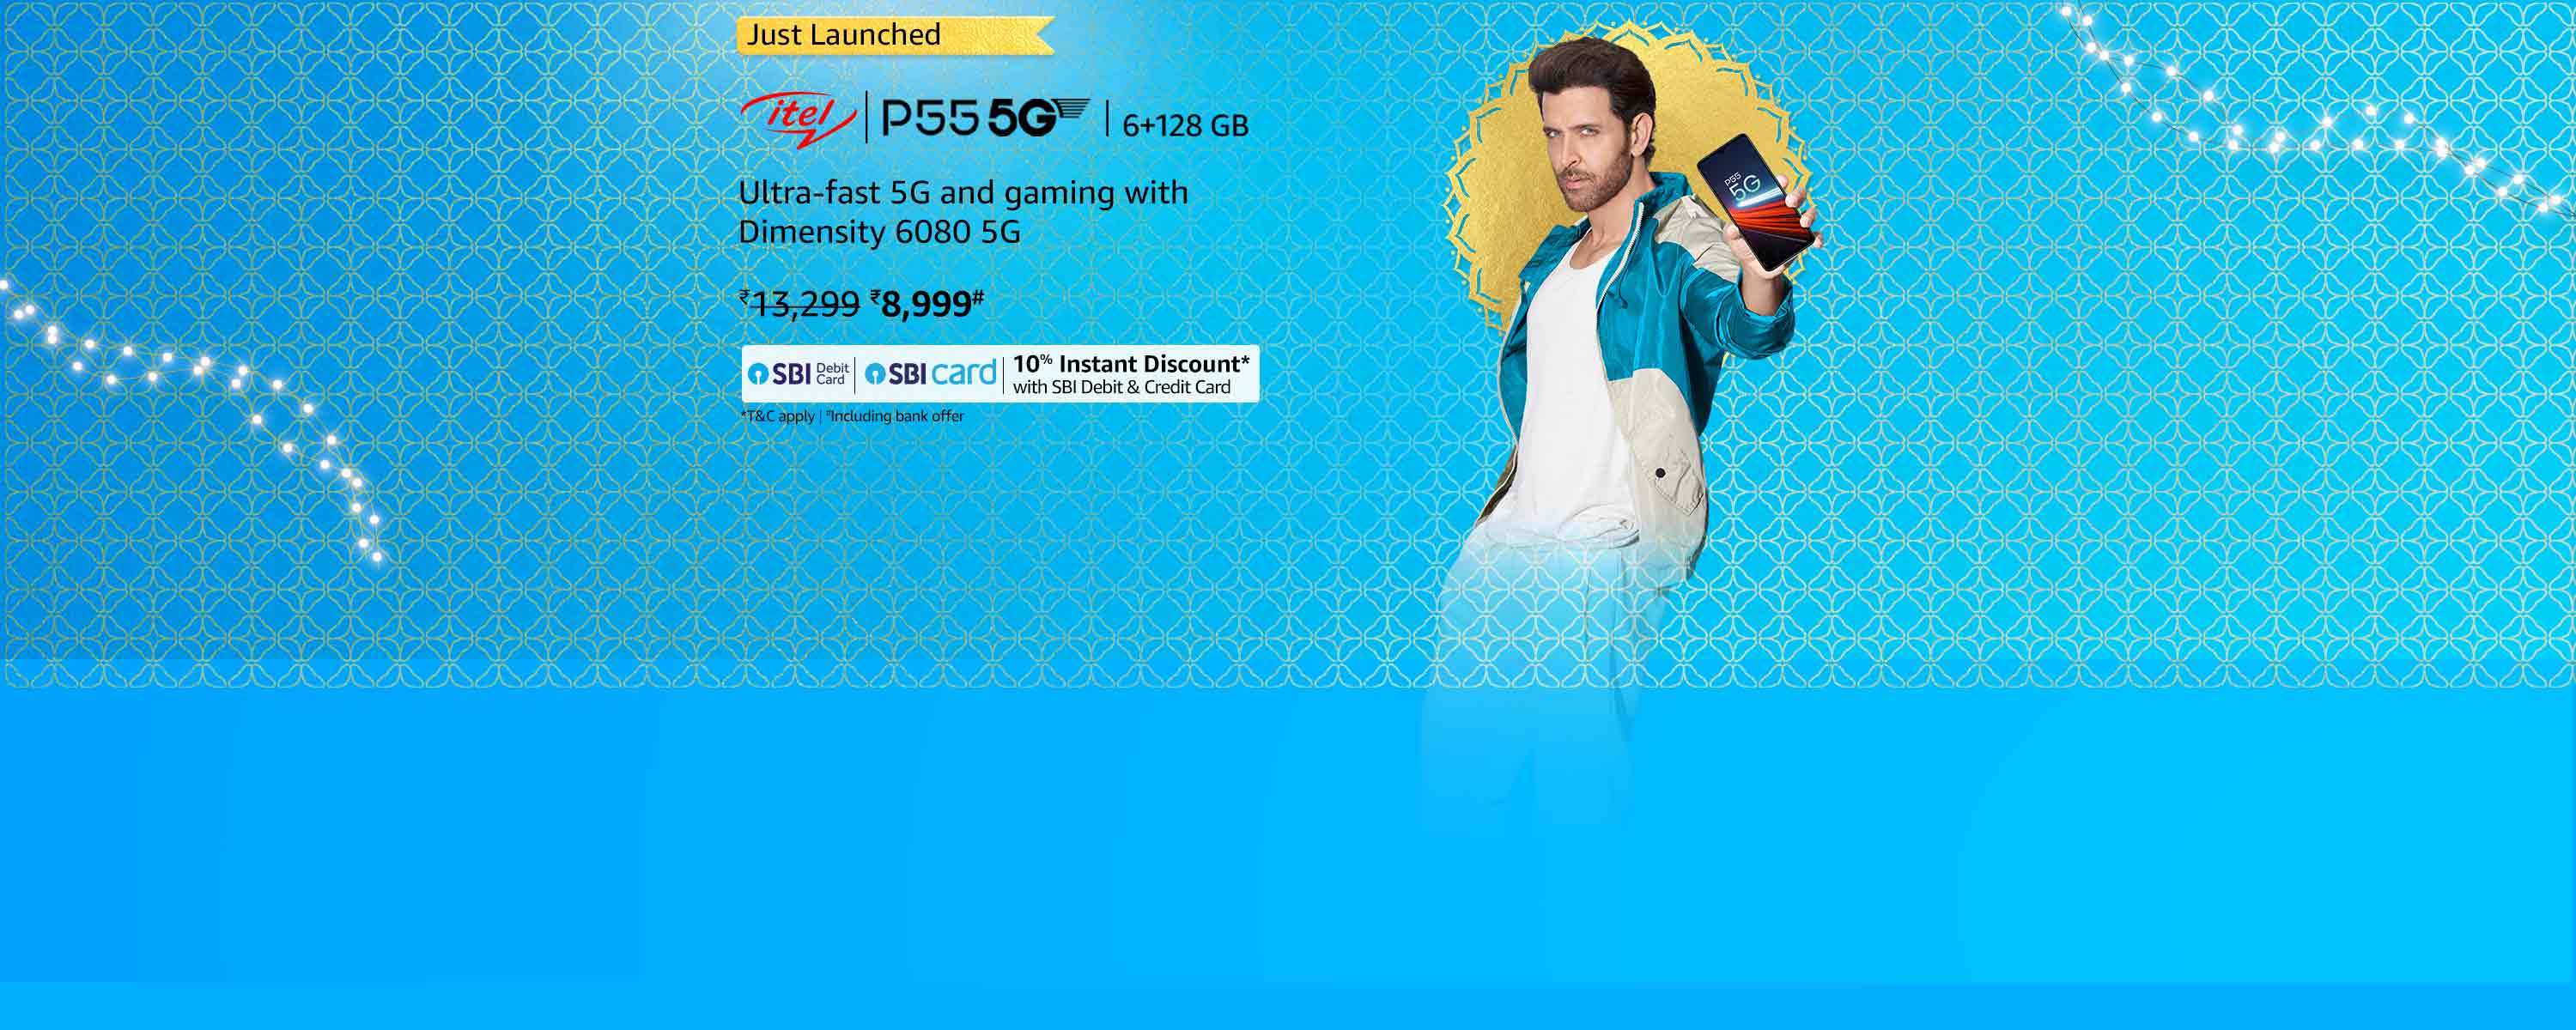 Just Launched
itel | P55 5G | 6+128 GB
Ultra-fast 5G and gaming with
Dimensity 6080 5G
₹13,299 ₹8,999#
SBI Debit Card | SBI card | 10% Instant Discount*
with SBI Debit & Credit Card
*T&C apply | #Including bank offer
P55
5G